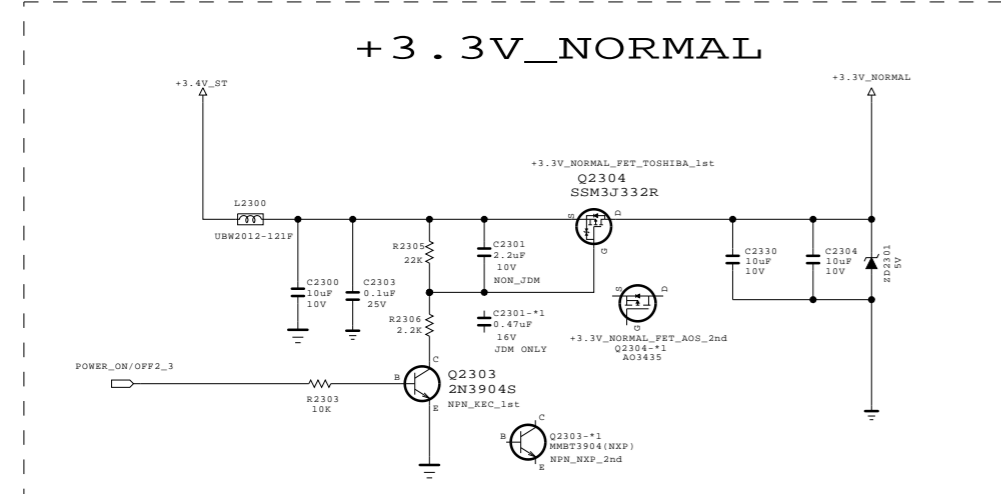 +3.3V_NORMAL
+3.4V_ST
+3.3V_NORMAL
+3.3V_NORMAL_FET_TOSHIBA_1st
Q2304
SSM3J332R
L2300
UBW2012-121F
S
D
G
R2305
22K
C2301
2.2uF
10V
NON_JDM
C2300
10uF
10V
C2303
0.1uF
25V
C2330
10uF
10V
C2304
10uF
10V
ZD2301
5V
R2306
2.2K
C2301-*1
0.47uF
16V
JDM ONLY
S
D
G
+3.3V_NORMAL_FET_AOS_2nd
Q2304-*1
AO3435
POWER_ON/OFF2_3
R2303
10K
B
C
E
Q2303
2N3904S
NPN_KEC_1st
B
C
E
Q2303-*1
MMBT3904(NXP)
NPN_NXP_2nd